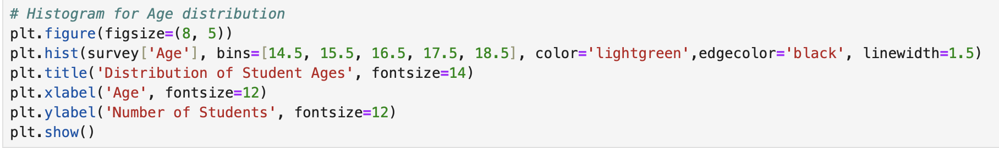 # Histogram for Age distribution
plt.figure(figsize=(8, 5))
plt.hist(survey['Age'], bins=[14.5, 15.5, 16.5, 17.5, 18.5], color='lightgreen',edgecolor='black', linewidth=1.5)
plt.title('Distribution of Student Ages', fontsize=14)
plt.xlabel('Age', fontsize=12)
plt.ylabel('Number of Students', fontsize=12)
plt.show()